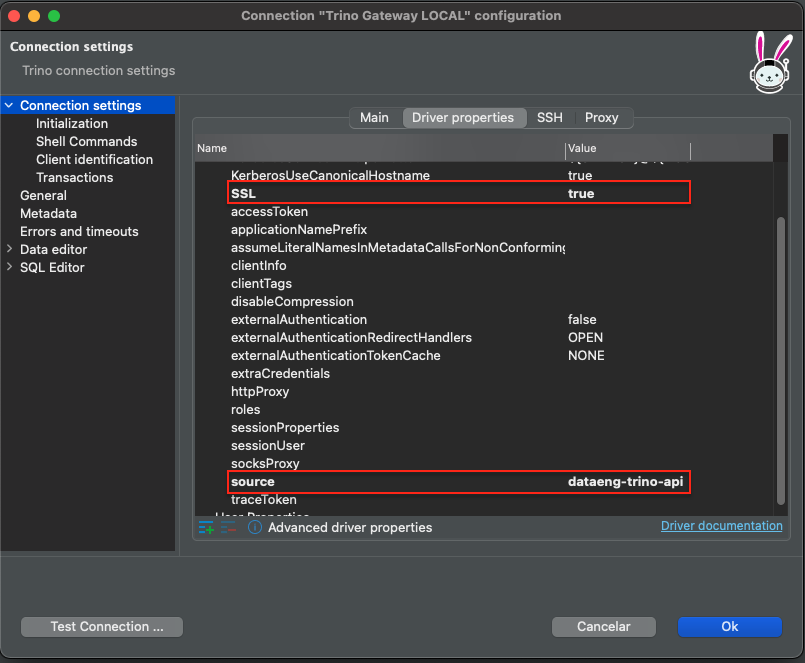 Connection "Trino Gateway LOCAL" configuration
Connection settings
Trino connection settings
Connection settings
Initialization
Shell Commands
Client identification
Transactions
General
Metadata
Errors and timeouts
Data editor
SQL Editor
Main Driver properties SSH Proxy
Name Value
KerberosUseCanonicalHostname true
SSL true
accessToken
applicationNamePrefix
assumeLiteralNamesInMetadataCallsForNonConforming
clientInfo
clientTags
disableCompression
externalAuthentication false
externalAuthenticationRedirectHandlers OPEN
externalAuthenticationTokenCache NONE
extraCredentials
httpProxy
roles
sessionProperties
sessionUser
socksProxy
source dataeng-trino-api
traceToken
User Properties
Advanced driver properties Driver documentation
Test Connection ... Cancelar Ok